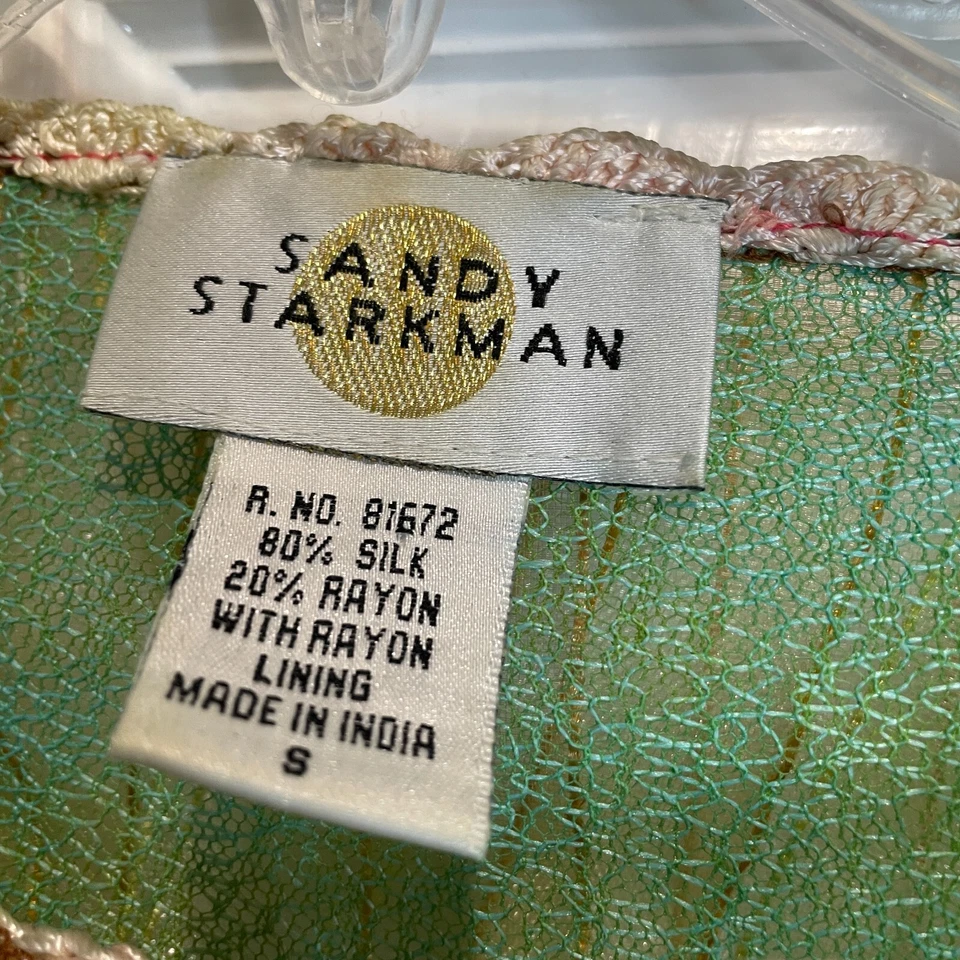 SANDY
STARKMAN
R. NO. 81672
80% SILK
20% RAYON
WITH RAYON
LINING
MADE IN INDIA
S